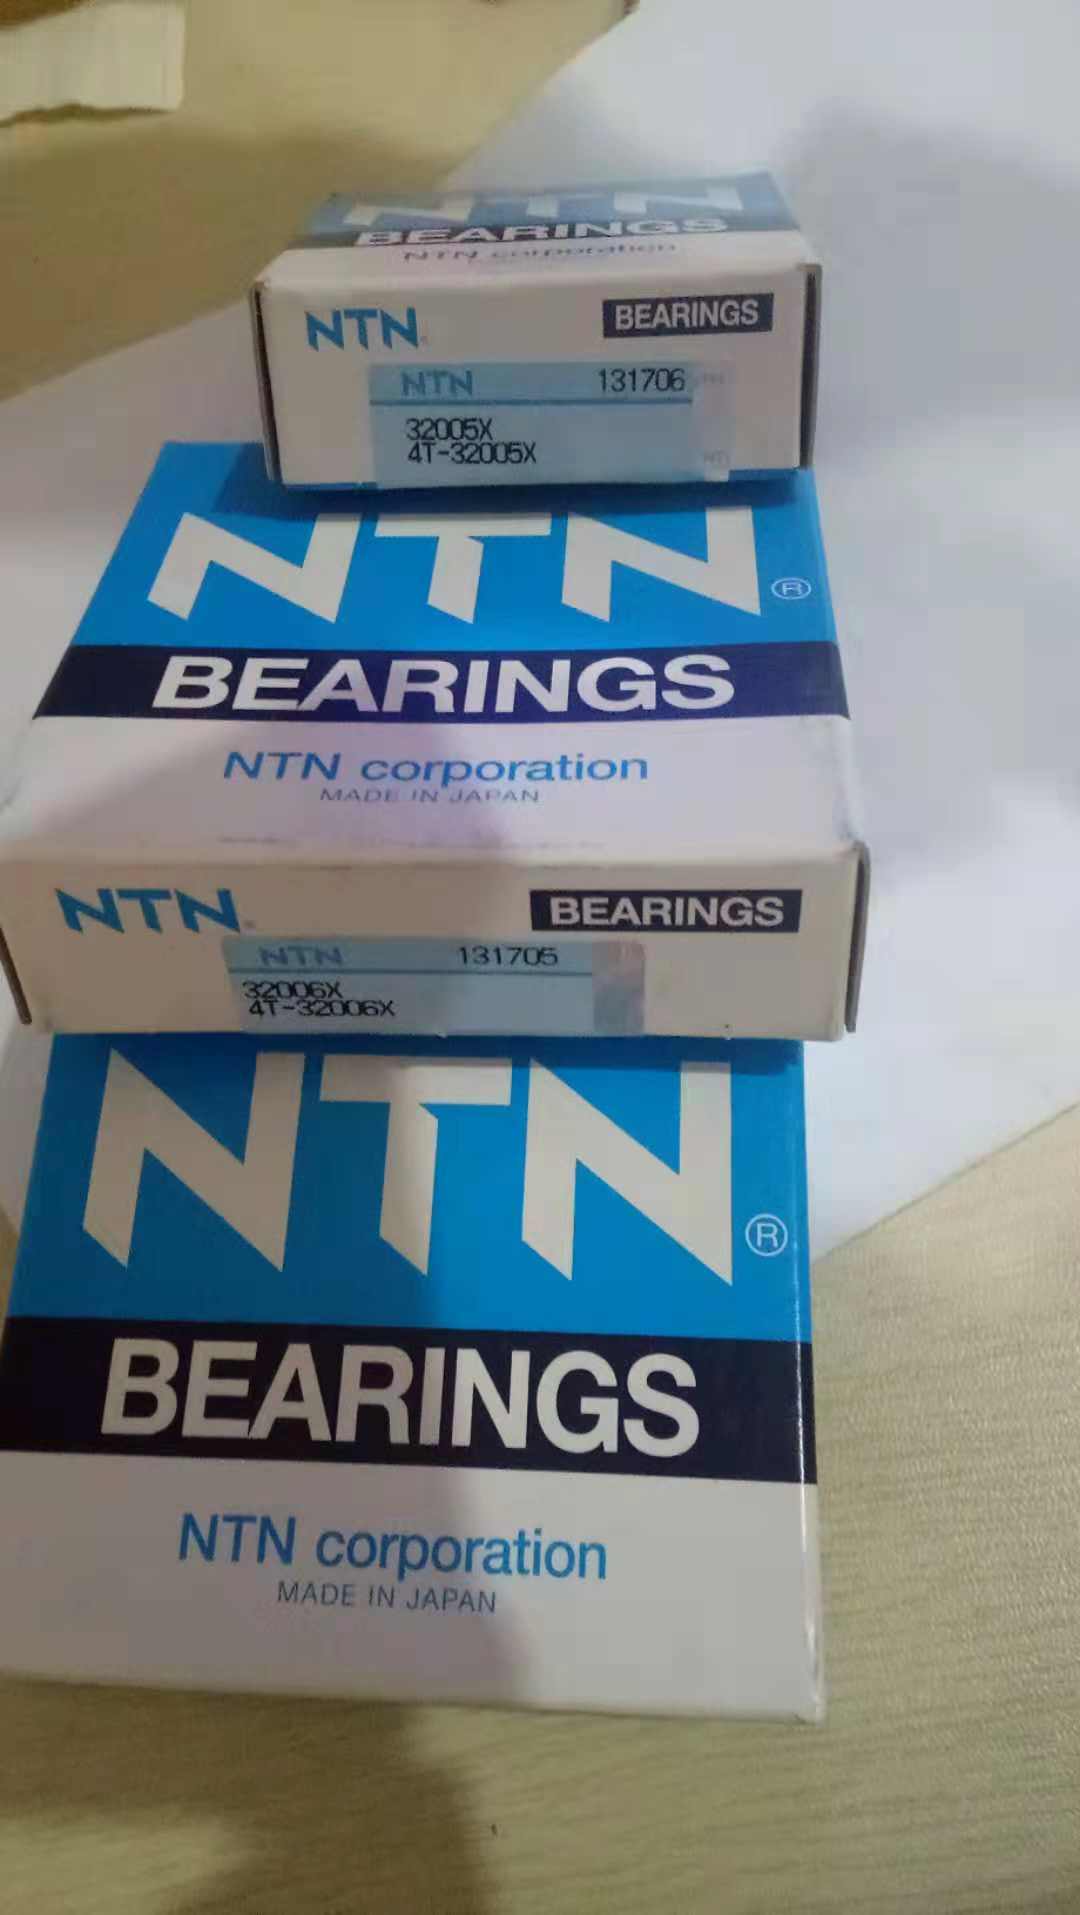 NTN
BEARINGS
NTN corporation
NTN
BEARINGS
NTN 131706
32005X
4T-32005X
NTN ®
BEARINGS
NTN corporation
MADE IN JAPAN
NTN
BEARINGS
NTN 131705
32006X
4T-32006X
NTN ®
BEARINGS
NTN corporation
MADE IN JAPAN